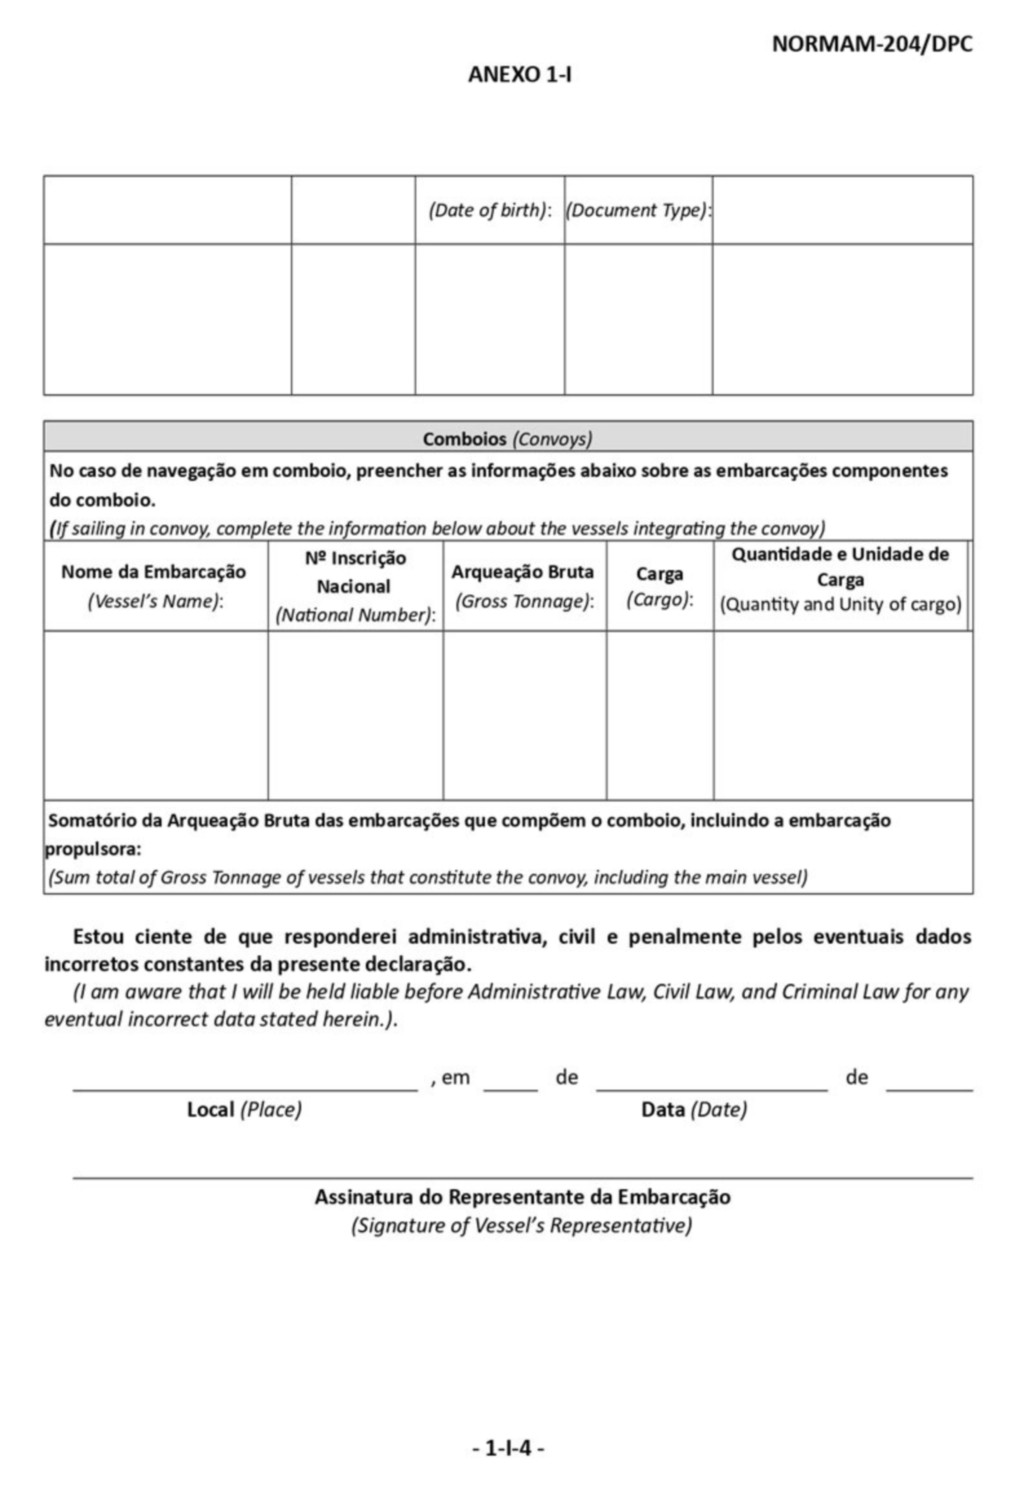 NORMAM-204/DPC
ANEXO 1-I
(Date of birth): (Document Type):
Comboios (Convoys)
No caso de navegação em comboio, preencher as informações abaixo sobre as embarcações componentes
do comboio.
(If sailing in convoy, complete the information below about the vessels integrating the convoy)
Nome da Embarcação
(Vessel's Name):
Nº Inscrição
Nacional
(National Number):
Arqueação Bruta
(Gross Tonnage):
Carga
(Cargo):
Quantidade e Unidade de
Carga
(Quantity and Unity of cargo)
Somatório da Arqueação Bruta das embarcações que compõem o comboio, incluindo a embarcação
propulsora:
(Sum total of Gross Tonnage of vessels that constitute the convoy, including the main vessel)
Estou ciente de que responderei administrativa, civil e penalmente pelos eventuais dados
incorretos constantes da presente declaração.
(I am aware that I will be held liable before Administrative Law, Civil Law, and Criminal Law for any
eventual incorrect data stated herein.).
, em de de
Local (Place) Data (Date)
Assinatura do Representante da Embarcação
(Signature of Vessel's Representative)
- 1-I-4 -